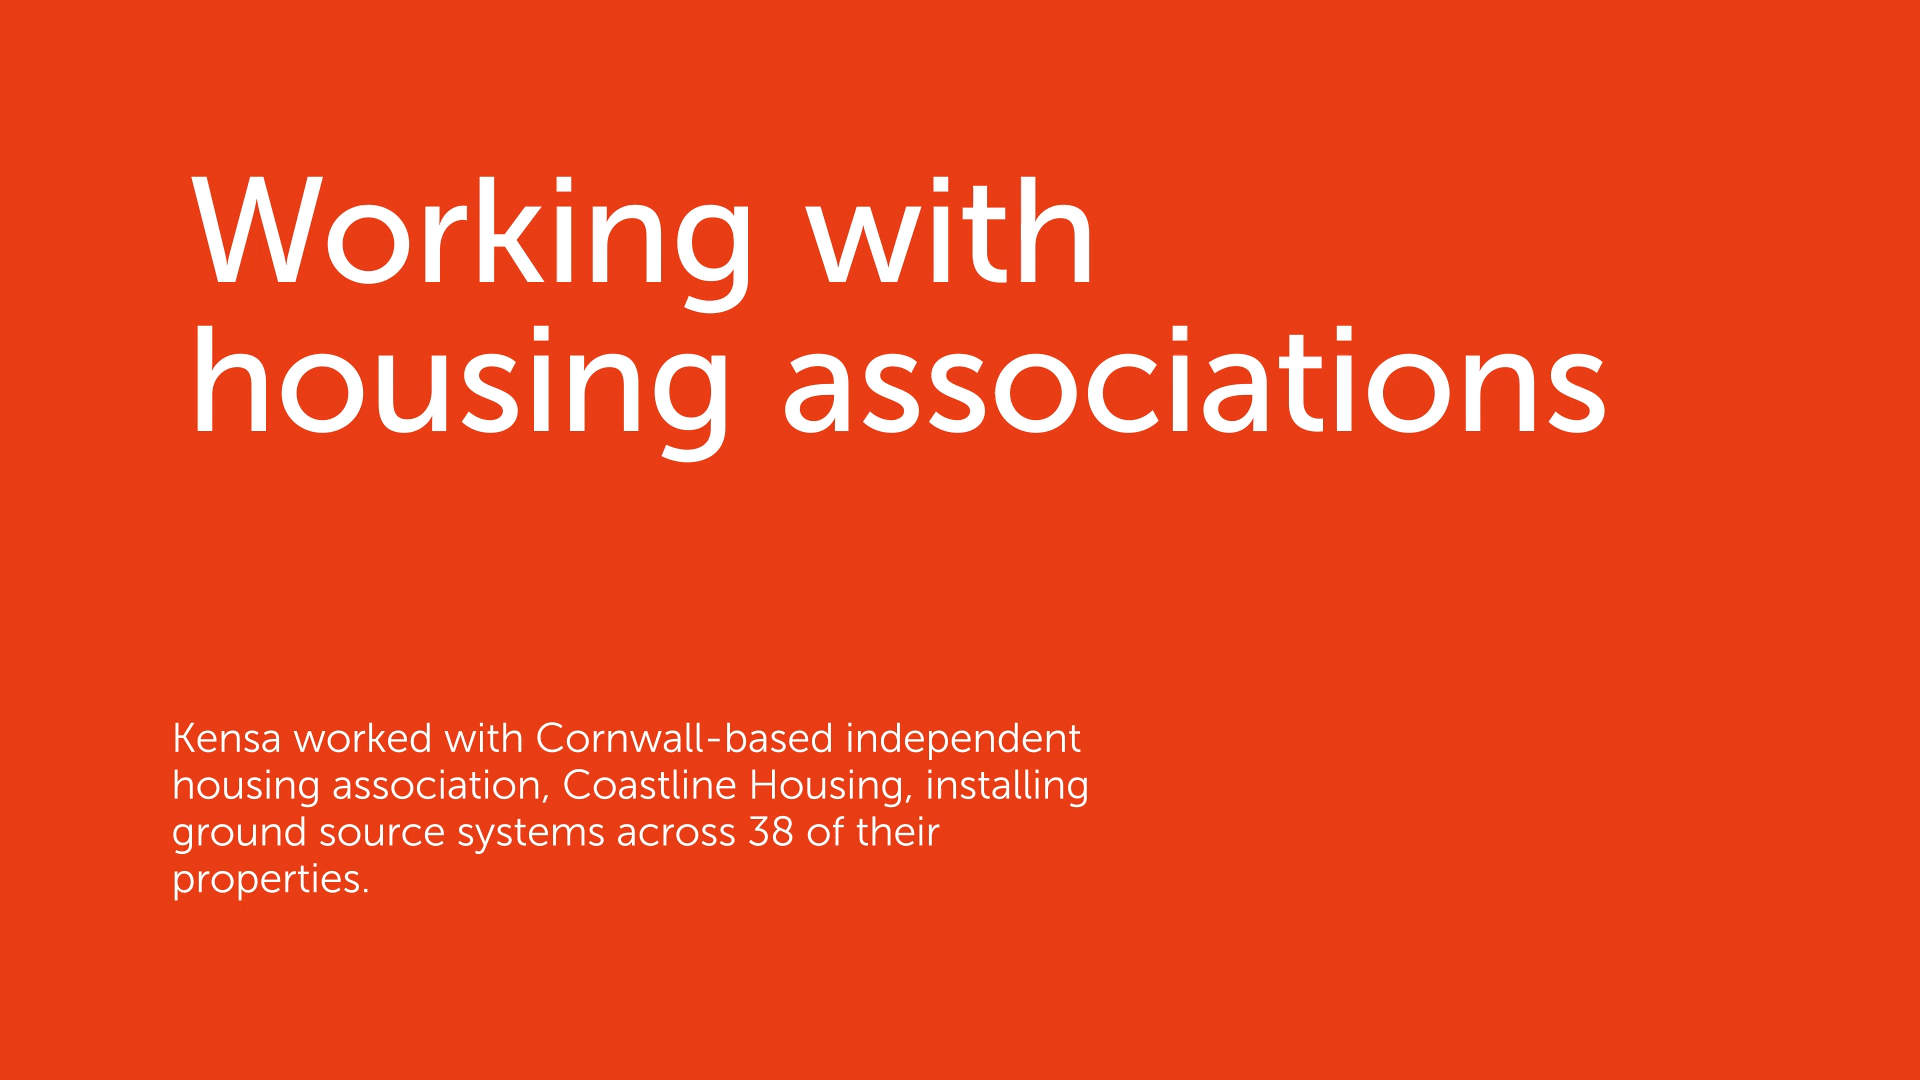 Working with
housing associations
Kensa worked with Cornwall-based independent
housing association, Coastline Housing, installing
ground source systems across 38 of their
properties.